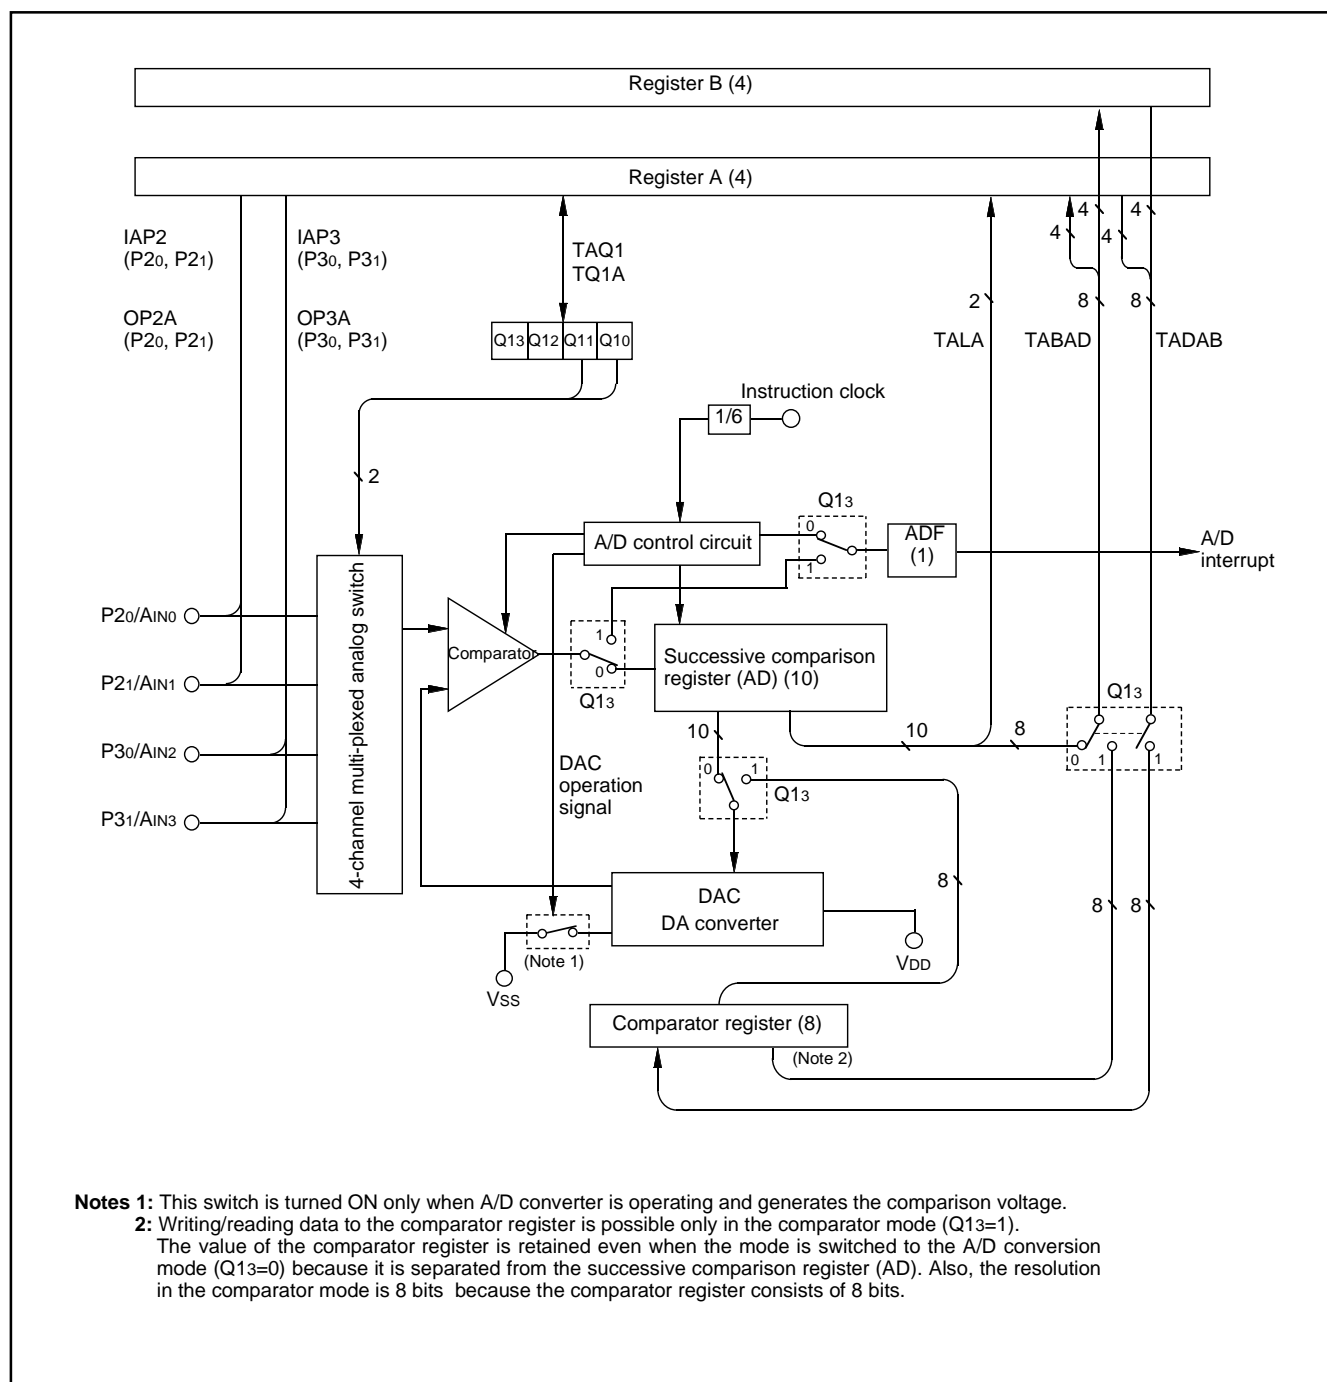 Register B (4)
Register A (4)
IAP2
(P20, P21)
IAP3
(P30, P31)
OP2A
(P20, P21)
OP3A
(P30, P31)
TAQ1
TQ1A
Q13 Q12 Q11 Q10
2
4
4
4
4
2
8
8
TALA
TABAD
TADAB
Instruction clock
1/6
Q13
0
1
A/D control circuit
ADF
(1)
A/D
interrupt
4-channel multi-plexed analog switch
P20/AIN0
P21/AIN1
P30/AIN2
P31/AIN3
Comparator
1
0
Q13
Successive comparison
register (AD) (10)
10
10
8
Q13
0
1
1
DAC
operation
signal
0
1
Q13
8
8
8
DAC
DA converter
(Note 1)
VSS
VDD
Comparator register (8)
(Note 2)
Notes 1: This switch is turned ON only when A/D converter is operating and generates the comparison voltage.
2: Writing/reading data to the comparator register is possible only in the comparator mode (Q13=1).
The value of the comparator register is retained even when the mode is switched to the A/D conversion
mode (Q13=0) because it is separated from the successive comparison register (AD). Also, the resolution
in the comparator mode is 8 bits because the comparator register consists of 8 bits.